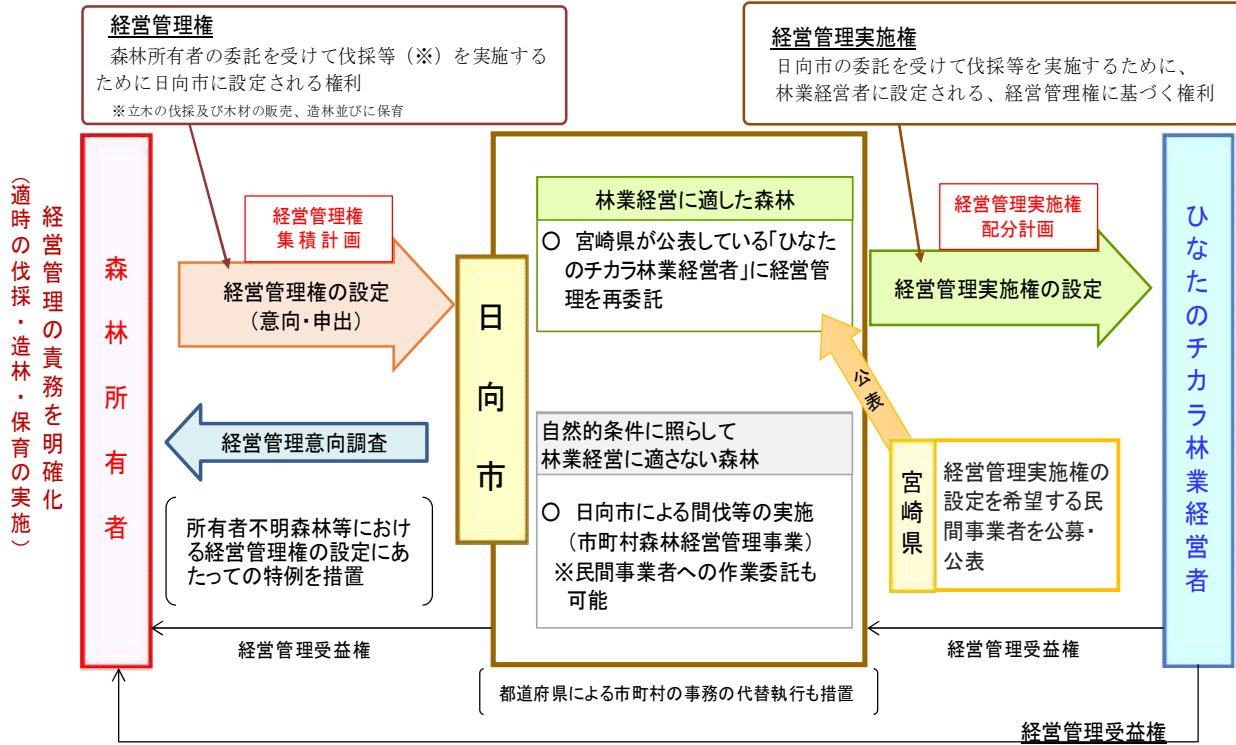 経営管理権
森林所有者の委託を受けて伐採等（※）を実施する
ために日向市に設定される権利
※立木の伐採及び木材の販売、造林並びに保育
経営管理実施権
日向市の委託を受けて伐採等を実施するために、
林業経営者に設定される、経営管理権に基づく権利
経営管理の責務を明確化
（適時の伐採・造林・保育の実施）
森林所有者
経営管理権
集積計画
経営管理権の設定
（意向・申出）
経営管理意向調査
所有者不明森林等におけ
る経営管理権の設定にあ
たっての特例を措置
日向市
林業経営に適した森林
○　宮崎県が公表している「ひなた
のチカラ林業経営者」に経営管
理を再委託
自然的条件に照らして
林業経営に適さない森林
○　日向市による間伐等の実施
（市町村森林経営管理事業）
※民間事業者への作業委託も
可能
経営管理実施権
配分計画
経営管理実施権の設定
公表
宮崎県
経営管理実施権の
設定を希望する民
間事業者を公募・
公表
ひなたのチカラ林業経営者
経営管理受益権
経営管理受益権
都道府県による市町村の事務の代替執行も措置
経営管理受益権